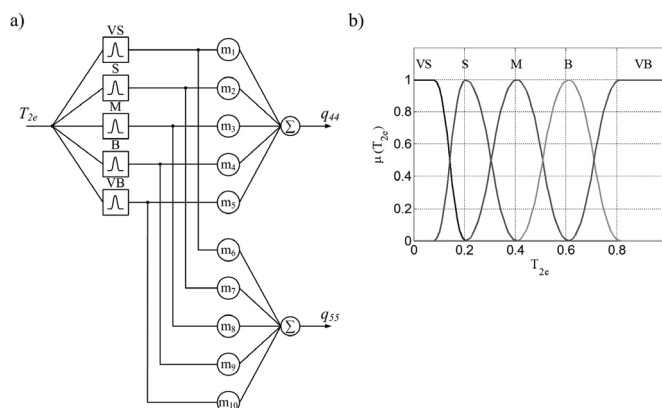 a)
b)
VS
S
M
B
VB
T2e
m1
m2
m3
m4
m5
m6
m7
m8
m9
m10
Σ
q44
Σ
q55
VS S M B VB
1
0.8
0.6
0.4
0.2
0
0 0.2 0.4 0.6 0.8
μ(T2e)
T2e